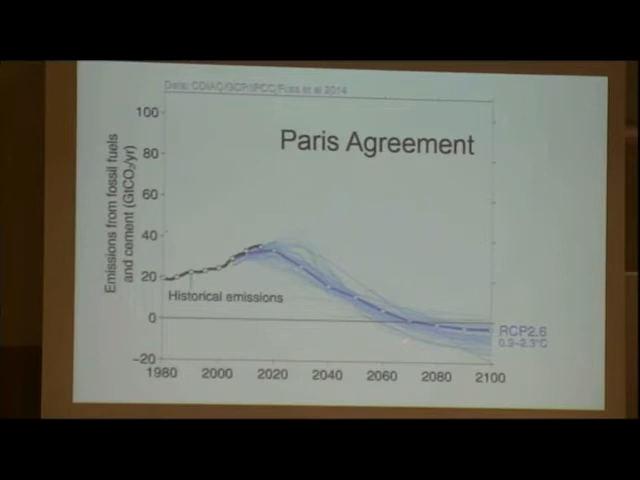 Data: CDIAC/GCP/IPCC/Fuss et al 2014
Paris Agreement
Emissions from fossil fuels
and cement (GtCO₂/yr)
100
80
60
40
20
0
−20
Historical emissions
RCP2.6
0.9–2.3°C
1980
2000
2020
2040
2060
2080
2100